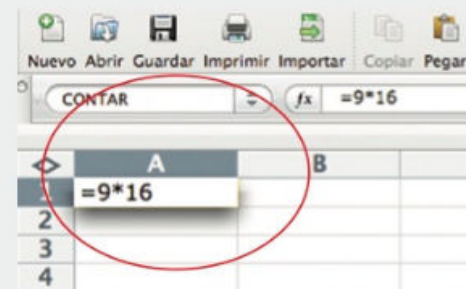 Nuevo Abrir Guardar Imprimir Importar Copiar Pegar
CONTAR fx =9*16
A B
1 =9*16
2
3
4